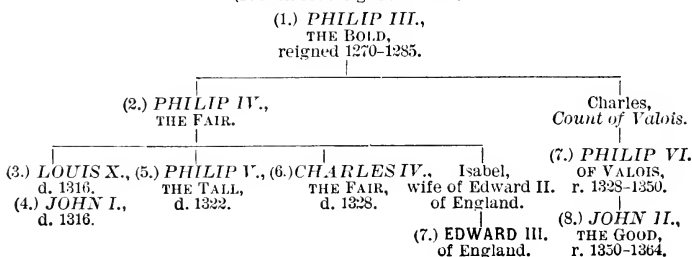 (1.) PHILIP III.,
THE BOLD,
reigned 1270-1285.
(2.) PHILIP IV.,
THE FAIR.
Charles,
Count of Valois.
(3.) LOUIS X.,
d. 1316.
(4.) JOHN I.,
d. 1316.
(5.) PHILIP V.,
THE TALL,
d. 1322.
(6.) CHARLES IV.,
THE FAIR,
d. 1328.
Isabel,
wife of Edward II.
of England.
(7.) EDWARD III.
of England.
(7.) PHILIP VI.
OF VALOIS,
r. 1328-1350.
(8.) JOHN II.,
THE GOOD,
r. 1350-1364.